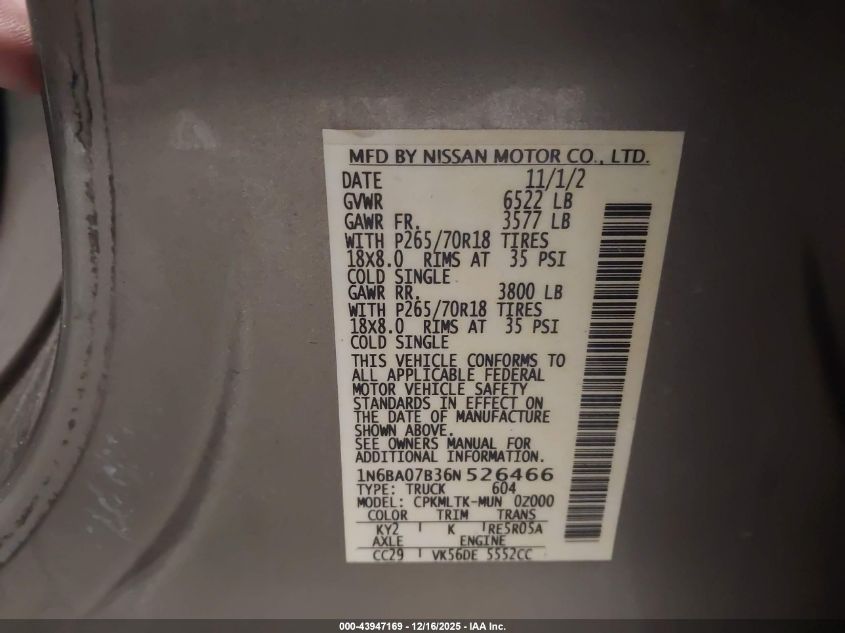 MFD BY NISSAN MOTOR CO., LTD.
DATE 11/1/2
GVWR 6522 LB
GAWR FR. 3577 LB
WITH P265/70R18 TIRES
18X8.0 RIMS AT 35 PSI
COLD SINGLE
GAWR RR. 3800 LB
WITH P265/70R18 TIRES
18X8.0 RIMS AT 35 PSI
COLD SINGLE
THIS VEHICLE CONFORMS TO
ALL APPLICABLE FEDERAL
MOTOR VEHICLE SAFETY
STANDARDS IN EFFECT ON
THE DATE OF MANUFACTURE
SHOWN ABOVE.
SEE OWNERS MANUAL FOR
ADDITIONAL INFORMATION.
1N6BA07B36N526466
TYPE: TRUCK 604
MODEL: CPKMLTK-MUN 0Z000
COLOR TRIM TRANS
KY2 K RE5R05A
AXLE ENGINE
CC29 VK56DE 5552CC
000-43947169 - 12/16/2025 - IAA Inc.